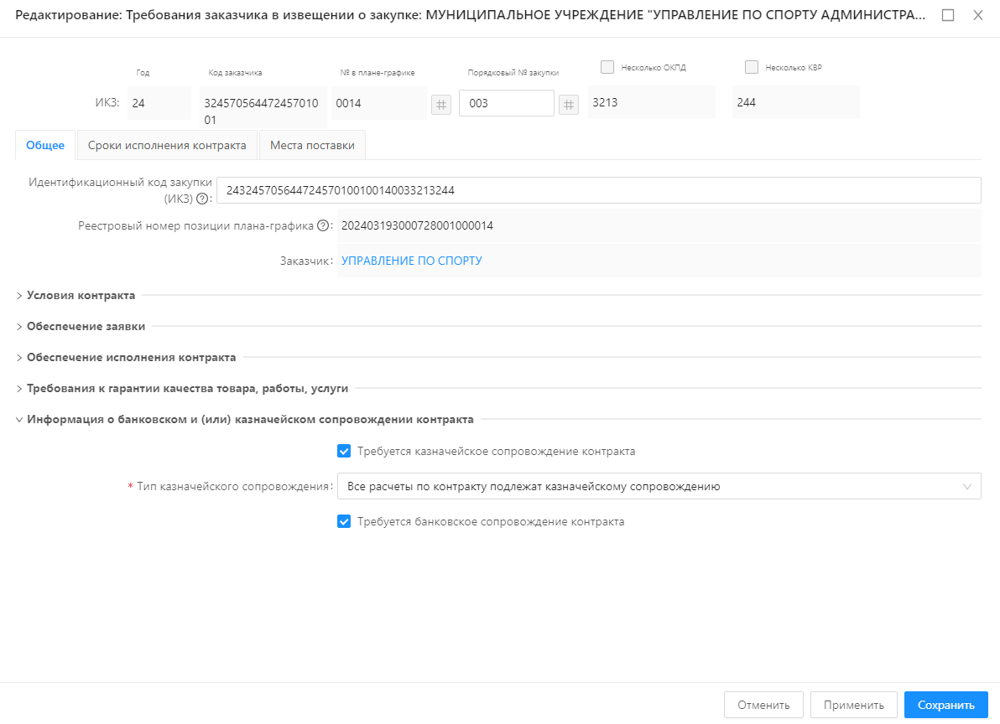 Редактирование: Требования заказчика в извещении о закупке: МУНИЦИПАЛЬНОЕ УЧРЕЖДЕНИЕ "УПРАВЛЕНИЕ ПО СПОРТУ АДМИНИСТРА...
Год Код заказчика № в плане-графике Порядковый № закупки Несколько ОКПД Несколько КВР
ИКЗ: 24 324570564472457010 0014 # 003 # 3213 244
01
Общее Сроки исполнения контракта Места поставки
Идентификационный код закупки
(ИКЗ) ?: 243245705644724570100100140033213244
Реестровый номер позиции плана-графика ?: 202403193000728001000014
Заказчик: УПРАВЛЕНИЕ ПО СПОРТУ
Условия контракта
Обеспечение заявки
Обеспечение исполнения контракта
Требования к гарантии качества товара, работы, услуги
Информация о банковском и (или) казначейском сопровождении контракта
Требуется казначейское сопровождение контракта
* Тип казначейского сопровождения: Все расчеты по контракту подлежат казначейскому сопровождению
Требуется банковское сопровождение контракта
Отменить Применить Сохранить